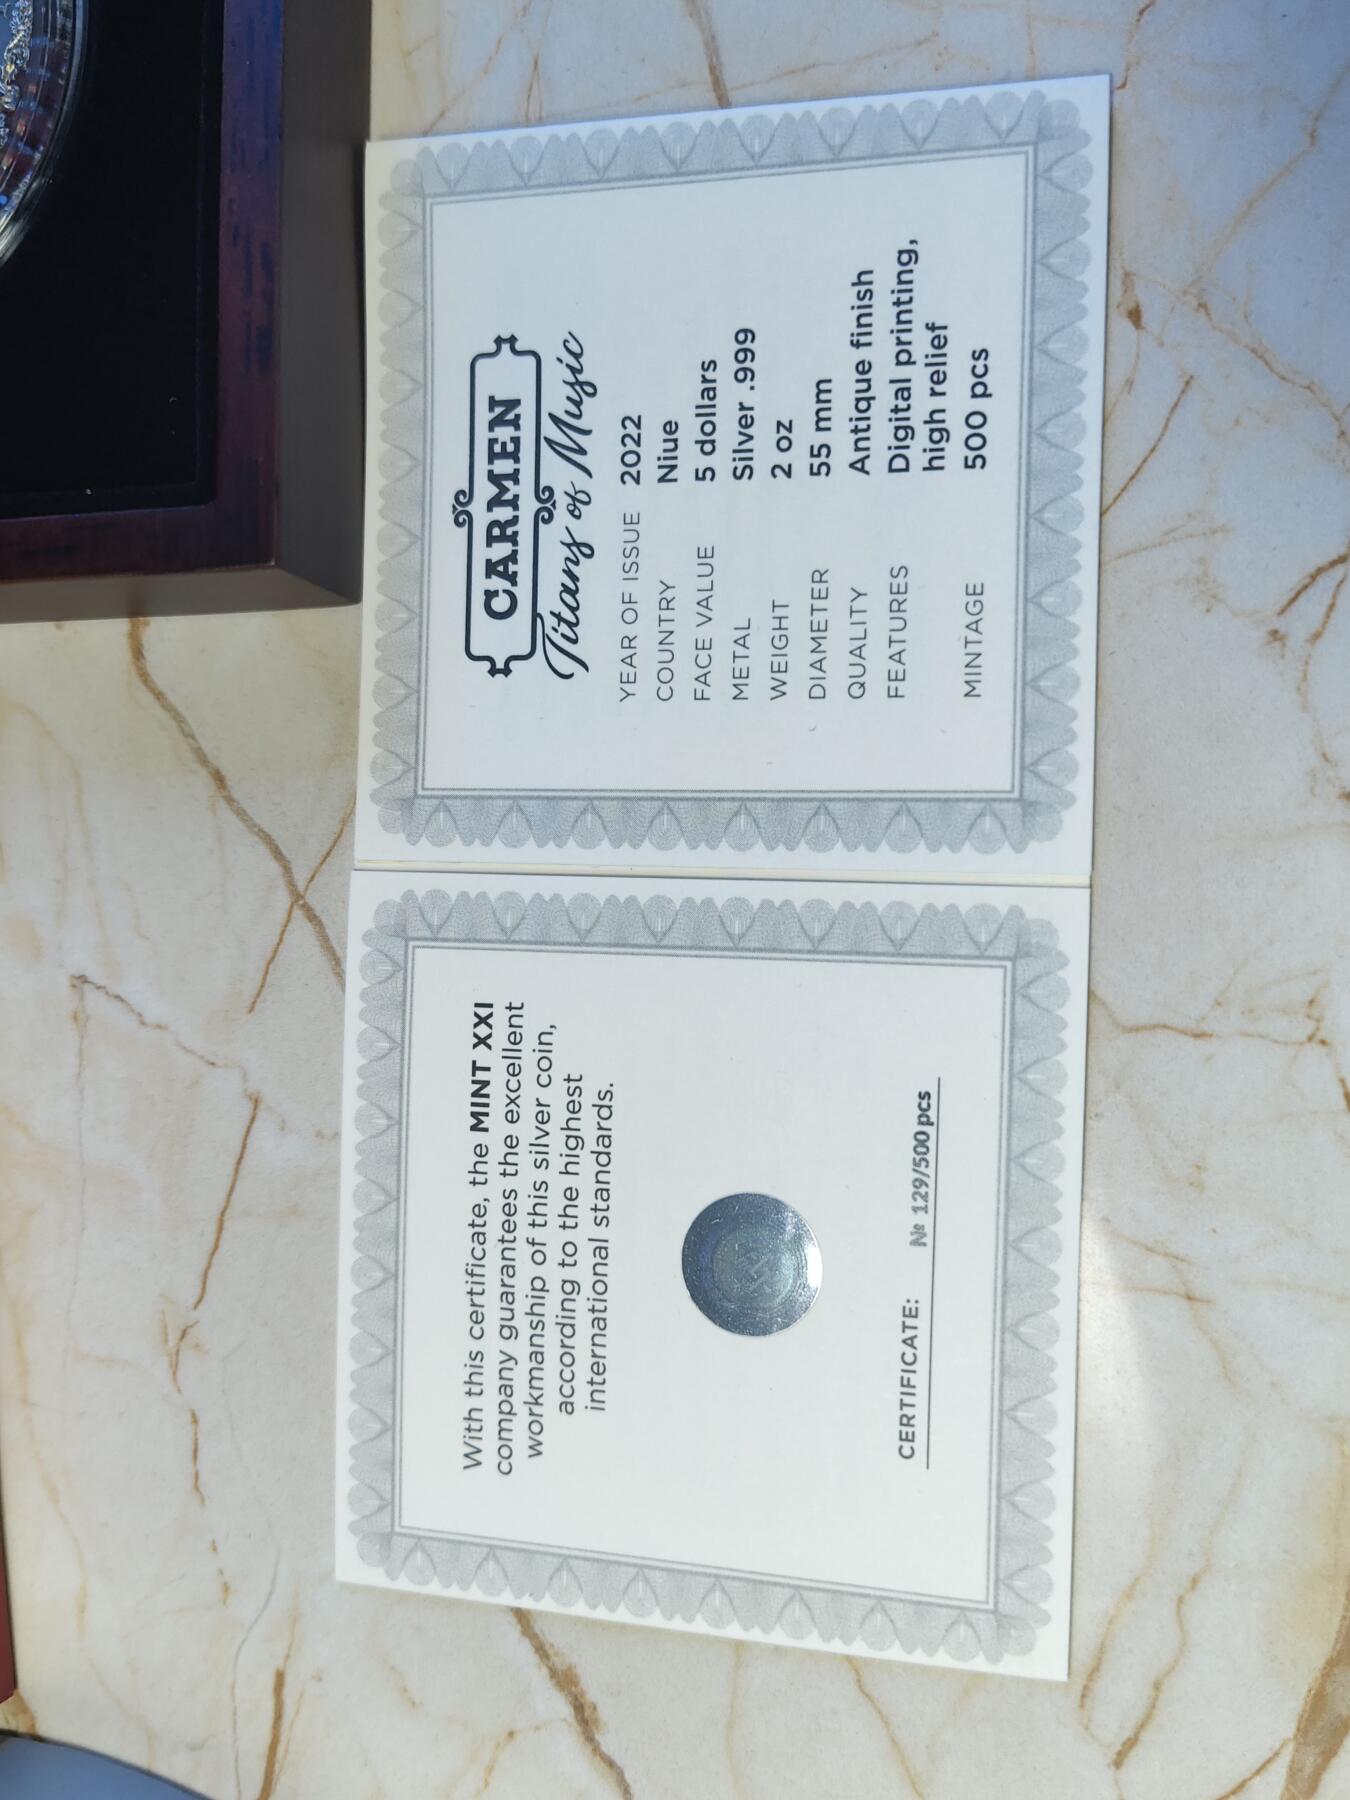 With this certificate, the MINT XXI
company guarantees the excellent
workmanship of this silver coin,
according to the highest
international standards.
CERTIFICATE: № 129/500 pcs
CARMEN
Titans of Music
YEAR OF ISSUE 2022
COUNTRY Niue
FACE VALUE 5 dollars
METAL Silver .999
WEIGHT 2 oz
DIAMETER 55 mm
QUALITY Antique finish
FEATURES Digital printing,
high relief
MINTAGE 500 pcs